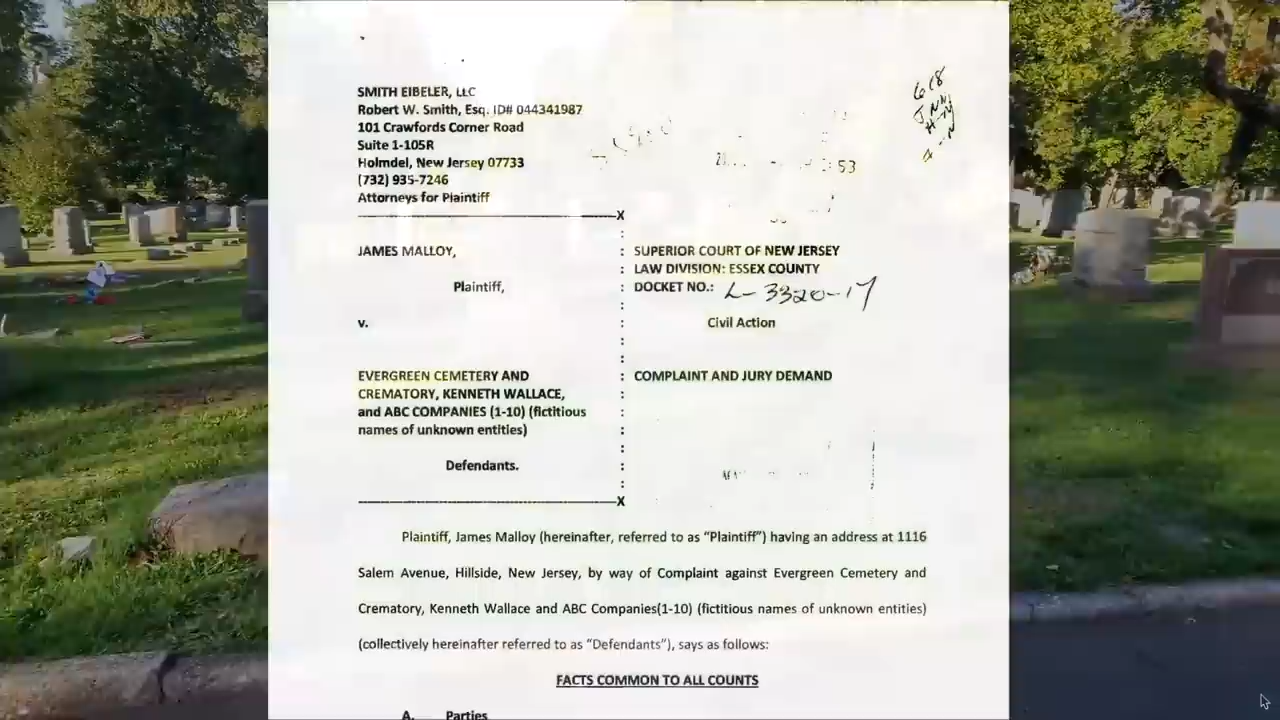 SMITH EIBELER, LLC
Robert W. Smith, Esq. ID# 044341987
101 Crawfords Corner Road
Suite 1-105R
Holmdel, New Jersey 07733
(732) 935-7246
Attorneys for Plaintiff
X
JAMES MALLOY,
Plaintiff,
v.
EVERGREEN CEMETERY AND
CREMATORY, KENNETH WALLACE,
and ABC COMPANIES (1-10) (fictitious
names of unknown entities)
Defendants.
X
618
:53
SUPERIOR COURT OF NEW JERSEY
LAW DIVISION: ESSEX COUNTY
DOCKET NO.: L-3320-17
Civil Action
COMPLAINT AND JURY DEMAND
Plaintiff, James Malloy (hereinafter, referred to as “Plaintiff”) having an address at 1116
Salem Avenue, Hillside, New Jersey, by way of Complaint against Evergreen Cemetery and
Crematory, Kenneth Wallace and ABC Companies(1-10) (fictitious names of unknown entities)
(collectively hereinafter referred to as “Defendants”), says as follows:
FACTS COMMON TO ALL COUNTS
A. Parties